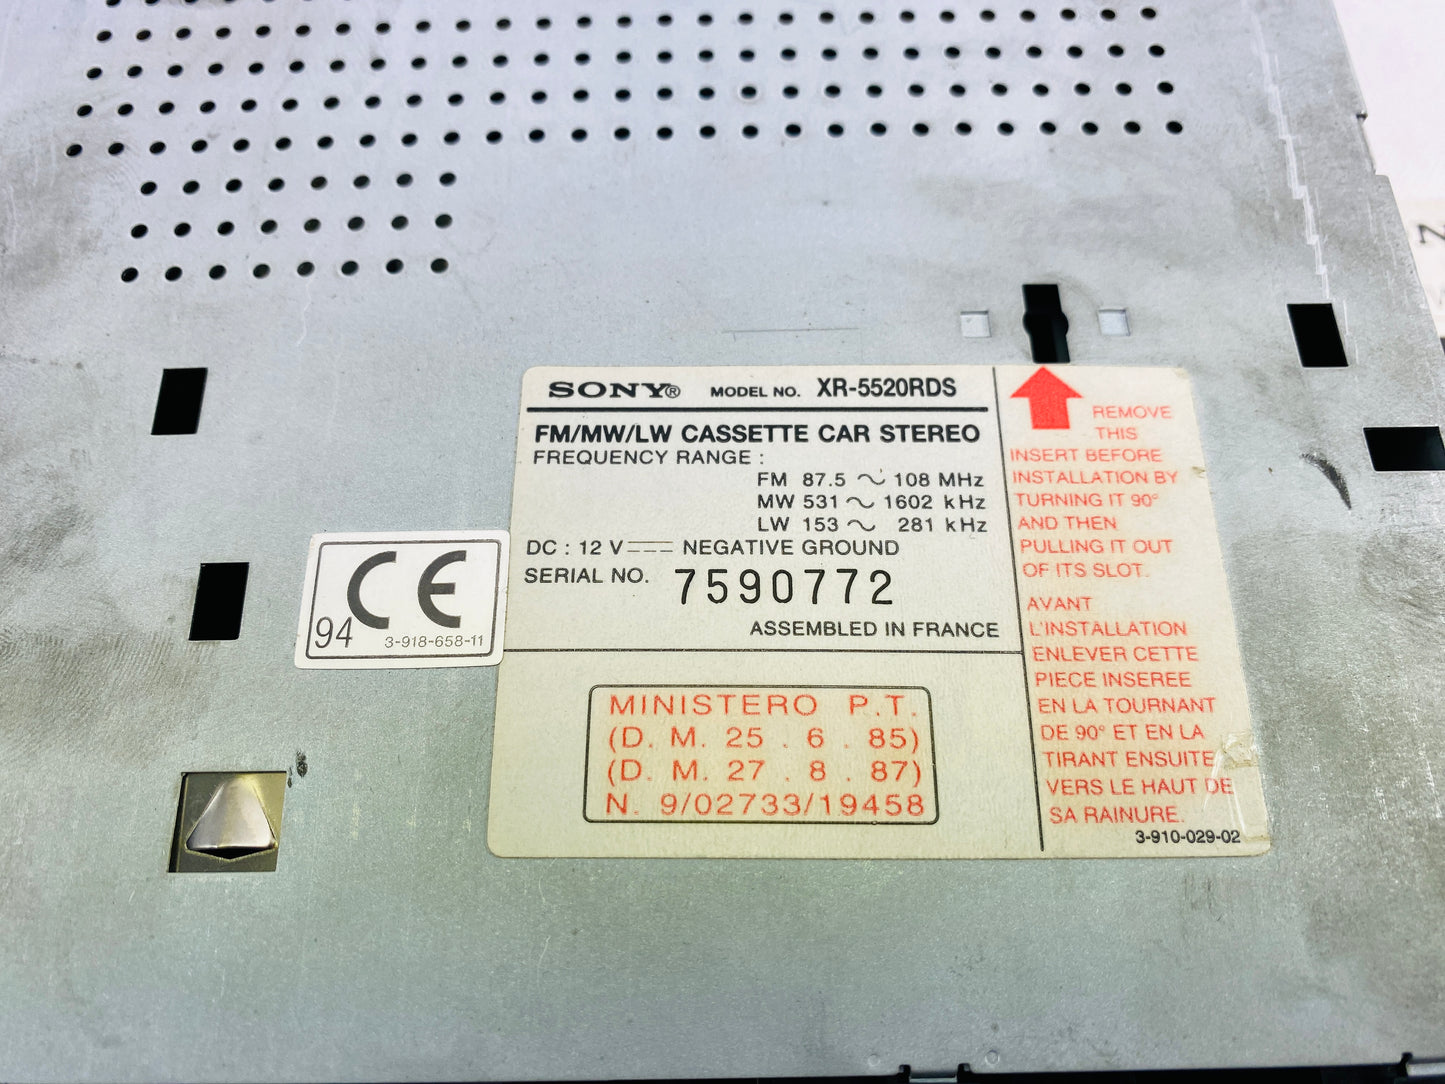 SONY® MODEL NO. XR-5520RDS
FM/MW/LW CASSETTE CAR STEREO
FREQUENCY RANGE :
FM 87.5 ~ 108 MHz
MW 531 ~ 1602 kHz
LW 153 ~ 281 kHz
DC : 12 V ⎓ NEGATIVE GROUND
SERIAL NO. 7590772
ASSEMBLED IN FRANCE
MINISTERO P.T.
(D. M. 25 . 6 . 85)
(D. M. 27 . 8 . 87)
N. 9/02733/19458
REMOVE
THIS
INSERT BEFORE
INSTALLATION BY
TURNING IT 90°
AND THEN
PULLING IT OUT
OF ITS SLOT.
AVANT
L'INSTALLATION
ENLEVER CETTE
PIECE INSEREE
EN LA TOURNANT
DE 90° ET EN LA
TIRANT ENSUITE
VERS LE HAUT DE
SA RAINURE.
3-910-029-02
CE
94 3-918-658-11
N